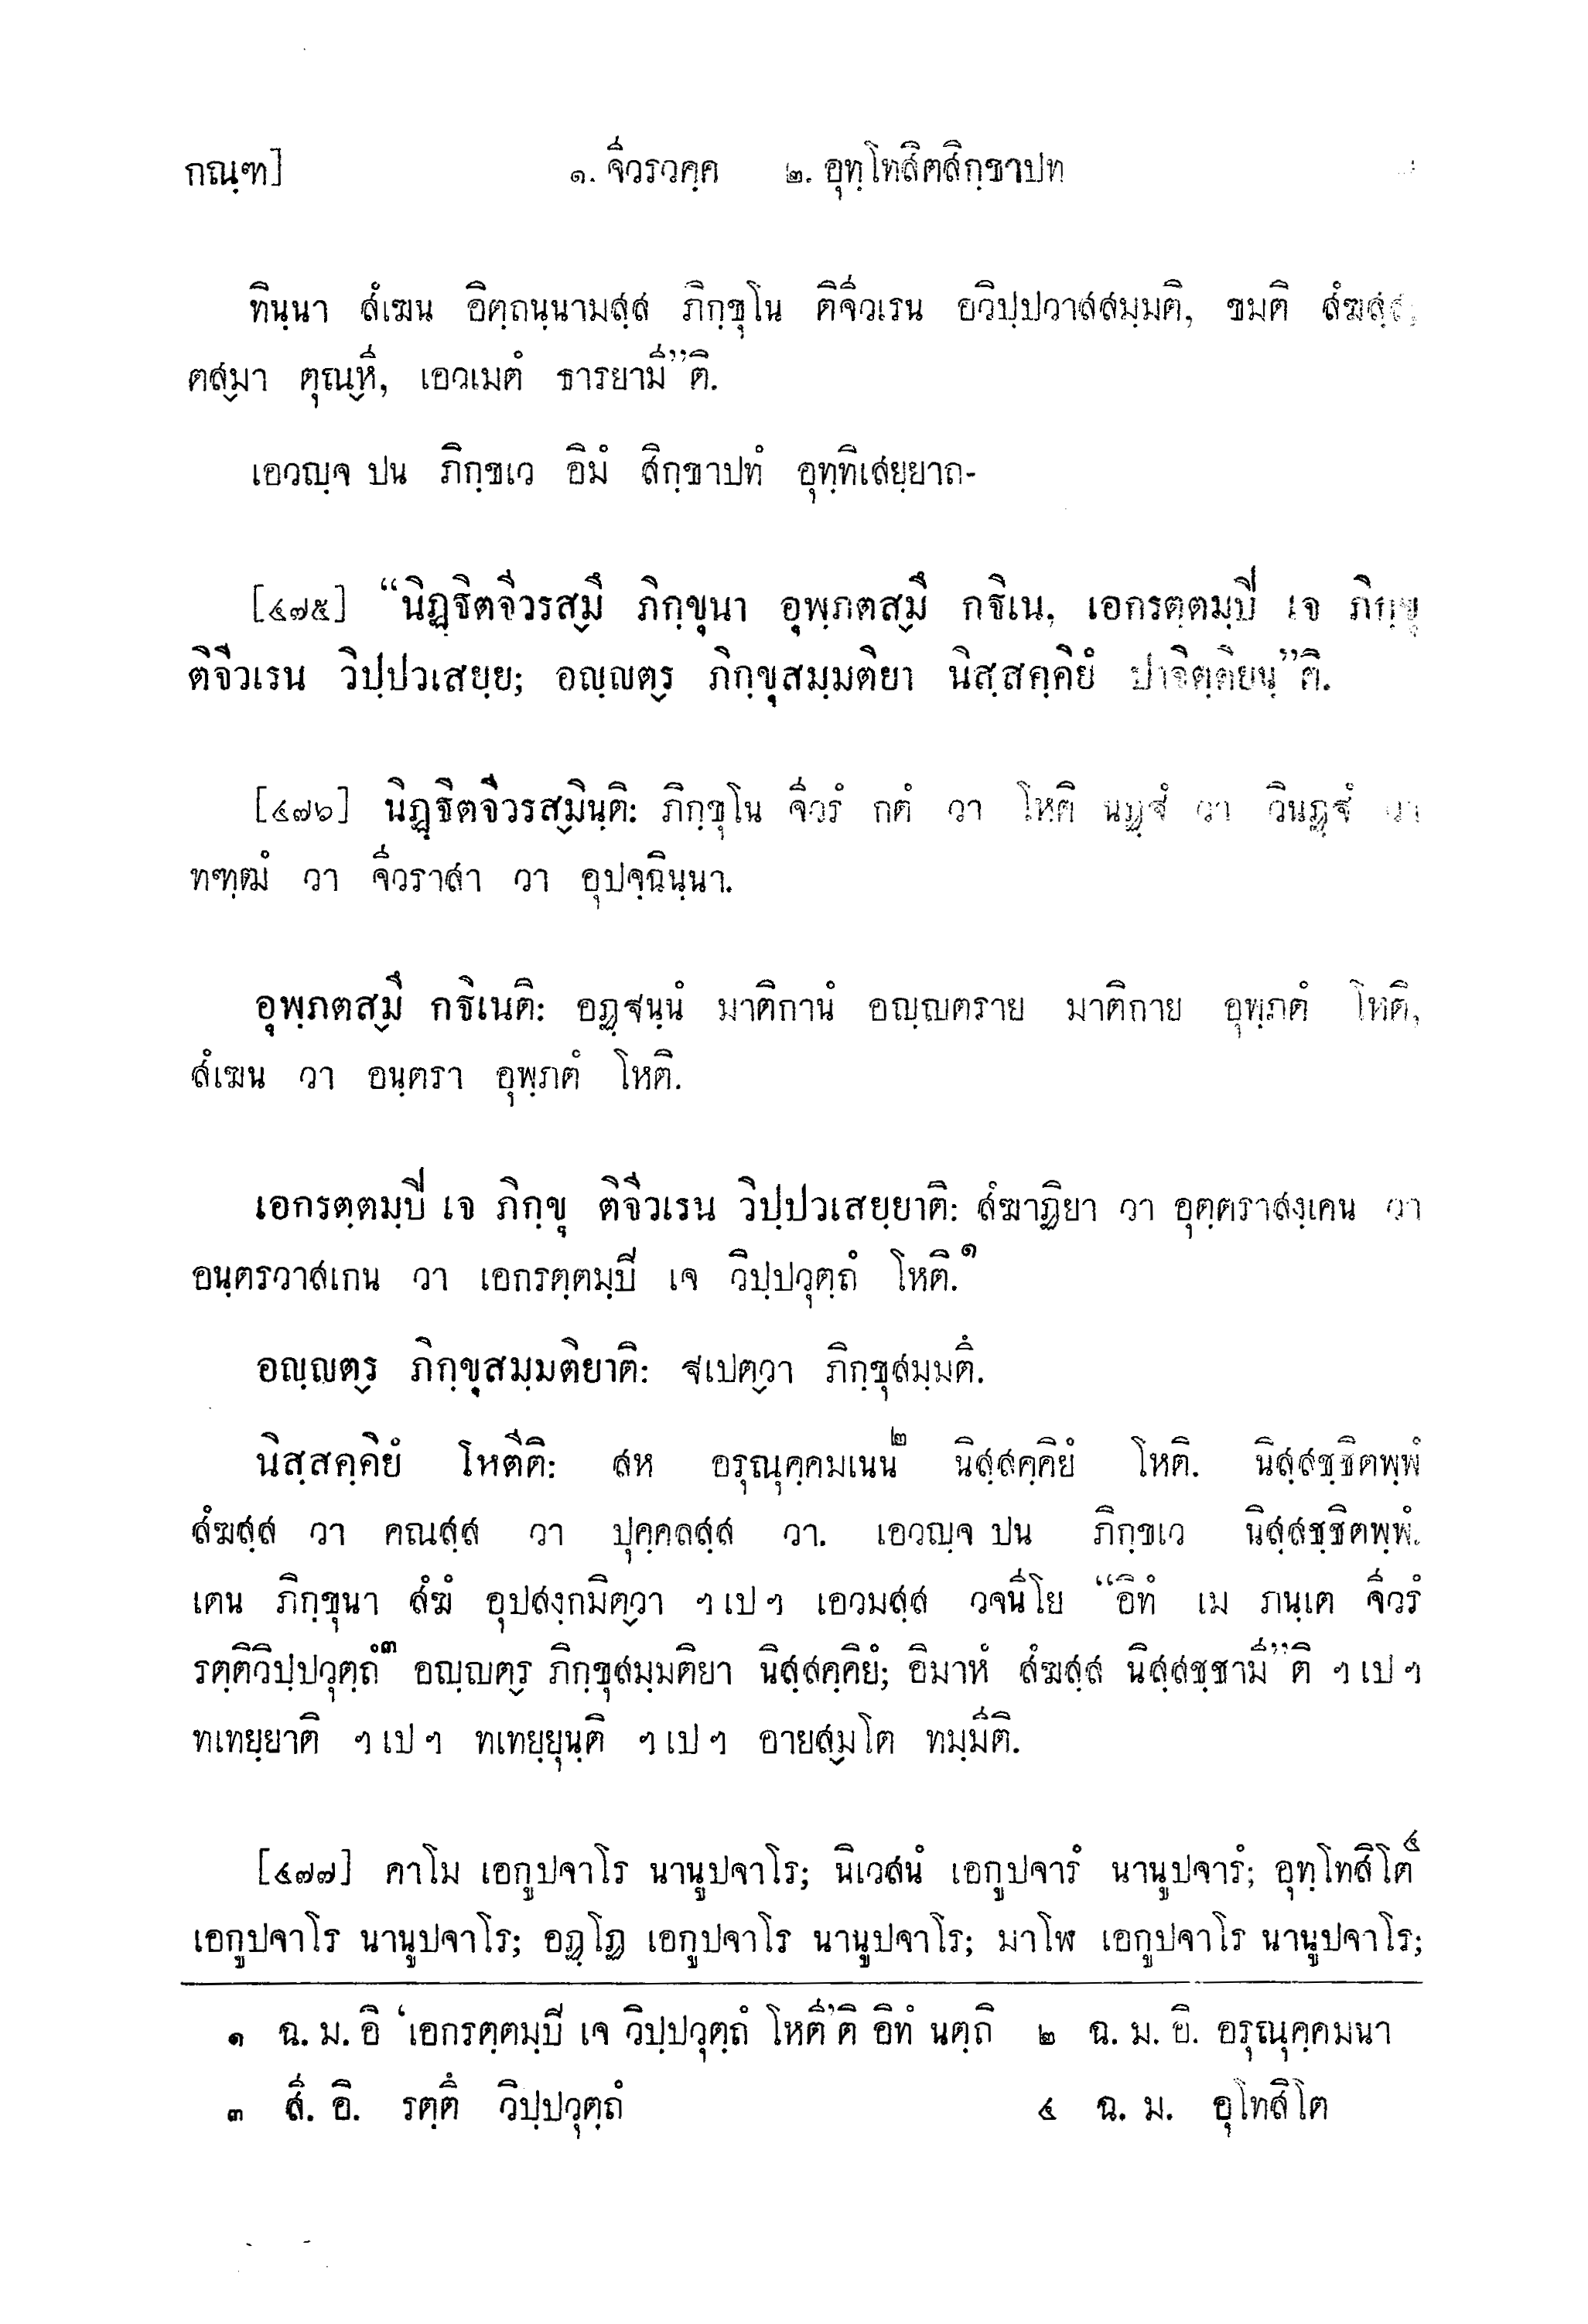 กณฺฑ] ๑. จีวรวคฺค ๒. อุทฺโทสิตสิกฺขาปท
ทินฺนา สํเฆน อิตฺถนฺนามสฺส ภิกฺขุโน ติจีวเรน อวิปฺปวาสสมฺมติ, ขมติ สํฆสฺส,
ตสฺมา ตุณฺหี, เอวเมตํ ธารยามี”ติ.
เอวญฺจ ปน ภิกฺขเว อิมํ สิกฺขาปทํ อุทฺทิเสยฺยาถ-
[๔๗๕] “นิฏฺฐิตจีวรสฺมึ ภิกฺขุนา อุพฺภตสฺมึ กฐิเน, เอกรตฺตมฺปี เจ ภิกฺขุ
ติจีวเรน วิปฺปวเสยฺย; อญฺญตฺร ภิกฺขุสมฺมติยา นิสฺสคฺคิยํ ปาจิตฺติยนฺ”ติ.
[๔๗๖] นิฏฺฐิตจีวรสฺมินฺติ: ภิกฺขุโน จีวรํ กตํ วา โหติ นฏฺฐํ วา วินฏฺฐํ วา
ทฑฺฒํ วา จีวราสา วา อุปจฺฉินฺนา.
อุพฺภตสฺมึ กฐิเนติ: อฏฺฐนฺนํ มาติกานํ อญฺญตราย มาติกาย อุพฺภตํ โหติ,
สํเฆน วา อนฺตรา อุพฺภตํ โหติ.
เอกรตฺตมฺปี เจ ภิกฺขุ ติจีวเรน วิปฺปวเสยฺยาติ: สํฆาฏิยา วา อุตฺตราสงฺเคน วา
อนฺตรวาสเกน วา เอกรตฺตมฺปี เจ วิปฺปวุตฺถํ โหติ.๑
อญฺญตฺร ภิกฺขุสมฺมติยาติ: ฐเปตฺวา ภิกฺขุสมฺมตึ.
นิสฺสคฺคิยํ โหตีติ: สห อรุณุคฺคมเนน๒ นิสฺสคฺคิยํ โหติ. นิสฺสชฺชิตพฺพํ
สํฆสฺส วา คณสฺส วา ปุคฺคลสฺส วา. เอวญฺจ ปน ภิกฺขเว นิสฺสชฺชิตพฺพํ.
เตน ภิกฺขุนา สํฆํ อุปสงฺกมิตฺวา ฯ เป ฯ เอวมสฺส วจนีโย “อิทํ เม ภนฺเต จีวรํ
รตฺติวิปฺปวุตฺถํ๓ อญฺญตฺร ภิกฺขุสมฺมติยา นิสฺสคฺคิยํ; อิมาหํ สํฆสฺส นิสฺสชฺชามี”ติ ฯ เป ฯ
ทเทยฺยาติ ฯ เป ฯ ทเทยฺยุนฺติ ฯ เป ฯ อายสฺมโต ทมฺมีติ.
[๔๗๗] คาโม เอกูปจาโร นานูปจาโร; นิเวสนํ เอกูปจารํ นานูปจารํ; อุทฺโทสิโต๔
เอกูปจาโร นานูปจาโร; อฏฺโฏ เอกูปจาโร นานูปจาโร; มาโฬ เอกูปจาโร นานูปจาโร;
๑ ฉ. ม. อิ ‘เอกรตฺตมฺปี เจ วิปฺปวุตฺถํ โหตี’ติ อิทํ นตฺถิ ๒ ฉ. ม. อิ. อรุณุคฺคมนา
๓ สี. อิ. รตฺตึ วิปฺปวุตฺถํ ๔ ฉ. ม. อุโทสิโต